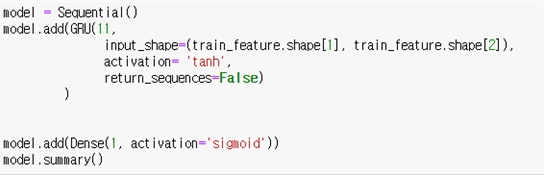 model = Sequential()
model.add(GRU(11,
input_shape=(train_feature.shape[1], train_feature.shape[2]),
activation= 'tanh',
return_sequences=False)
)
model.add(Dense(1, activation='sigmoid'))
model.summary()